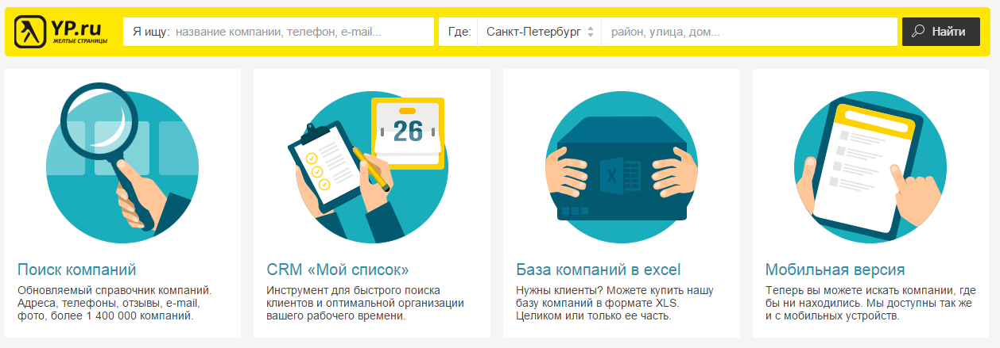 YP.ru
ЖЕЛТЫЕ СТРАНИЦЫ
Я ищу: название компании, телефон, e-mail...
Где: Санкт-Петербург район, улица, дом...
Найти
26
X
Поиск компаний
Обновляемый справочник компаний.
Адреса, телефоны, отзывы, e-mail,
фото, более 1 400 000 компаний.
CRM «Мой список»
Инструмент для быстрого поиска
клиентов и оптимальной организации
вашего рабочего времени.
База компаний в excel
Нужны клиенты? Можете купить нашу
базу компаний в формате XLS.
Целиком или только ее часть.
Мобильная версия
Теперь вы можете искать компании, где
бы ни находились. Мы доступны так же
и с мобильных устройств.